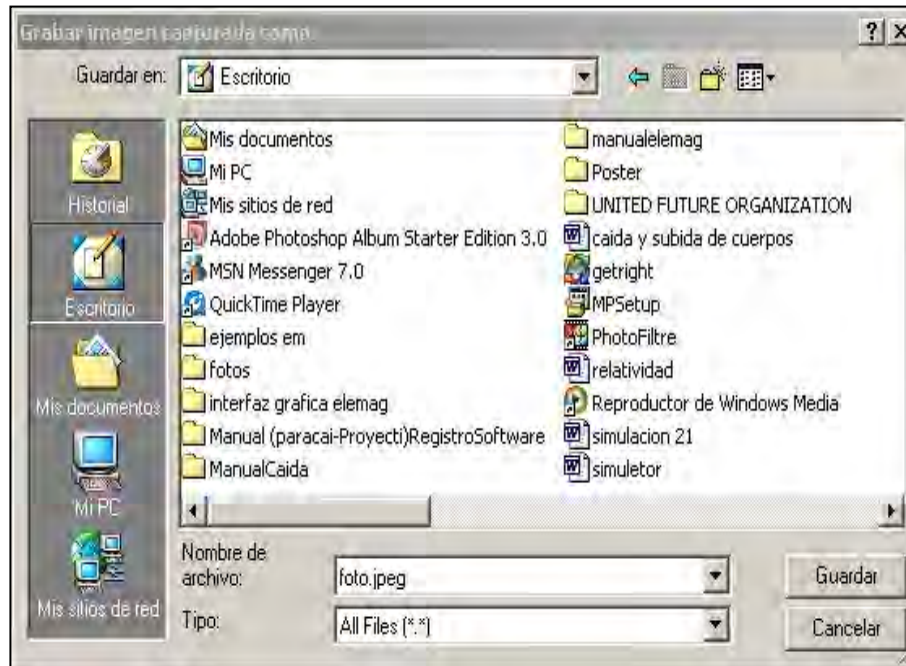 Grabar imagen capturada como
Guardar en: Escritorio
Historial
Escritorio
Mis documentos
Mi PC
Mis sitios de red
Mis documentos
Mi PC
Mis sitios de red
Adobe Photoshop Album Starter Edition 3.0
MSN Messenger 7.0
QuickTime Player
ejemplos em
fotos
interfaz grafica elemag
Manual (paracai-Proyecti)RegistroSoftware
ManualCaida
manualelemag
Poster
UNITED FUTURE ORGANIZATION
caida y subida de cuerpos
getright
MPSetup
PhotoFiltre
relatividad
Reproductor de Windows Media
simulacion 21
simuletor
Nombre de
archivo: foto.jpeg
Guardar
Tipo: All Files (*.*)
Cancelar